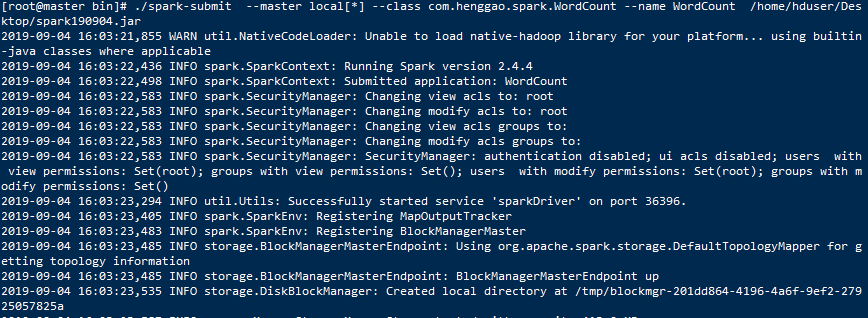 [root@master bin]# ./spark-submit  --master local[*] --class com.henggao.spark.WordCount --name WordCount  /home/hduser/Des
ktop/spark190904.jar
2019-09-04 16:03:21,855 WARN util.NativeCodeLoader: Unable to load native-hadoop library for your platform... using builtin
-java classes where applicable
2019-09-04 16:03:22,436 INFO spark.SparkContext: Running Spark version 2.4.4
2019-09-04 16:03:22,498 INFO spark.SparkContext: Submitted application: WordCount
2019-09-04 16:03:22,583 INFO spark.SecurityManager: Changing view acls to: root
2019-09-04 16:03:22,583 INFO spark.SecurityManager: Changing modify acls to: root
2019-09-04 16:03:22,583 INFO spark.SecurityManager: Changing view acls groups to:
2019-09-04 16:03:22,583 INFO spark.SecurityManager: Changing modify acls groups to:
2019-09-04 16:03:22,583 INFO spark.SecurityManager: SecurityManager: authentication disabled; ui acls disabled; users  with
 view permissions: Set(root); groups with view permissions: Set(); users  with modify permissions: Set(root); groups with m
odify permissions: Set()
2019-09-04 16:03:23,294 INFO util.Utils: Successfully started service 'sparkDriver' on port 36396.
2019-09-04 16:03:23,405 INFO spark.SparkEnv: Registering MapOutputTracker
2019-09-04 16:03:23,483 INFO spark.SparkEnv: Registering BlockManagerMaster
2019-09-04 16:03:23,485 INFO storage.BlockManagerMasterEndpoint: Using org.apache.spark.storage.DefaultTopologyMapper for g
etting topology information
2019-09-04 16:03:23,485 INFO storage.BlockManagerMasterEndpoint: BlockManagerMasterEndpoint up
2019-09-04 16:03:23,535 INFO storage.DiskBlockManager: Created local directory at /tmp/blockmgr-201dd864-4196-4a6f-9ef2-279
25057825a